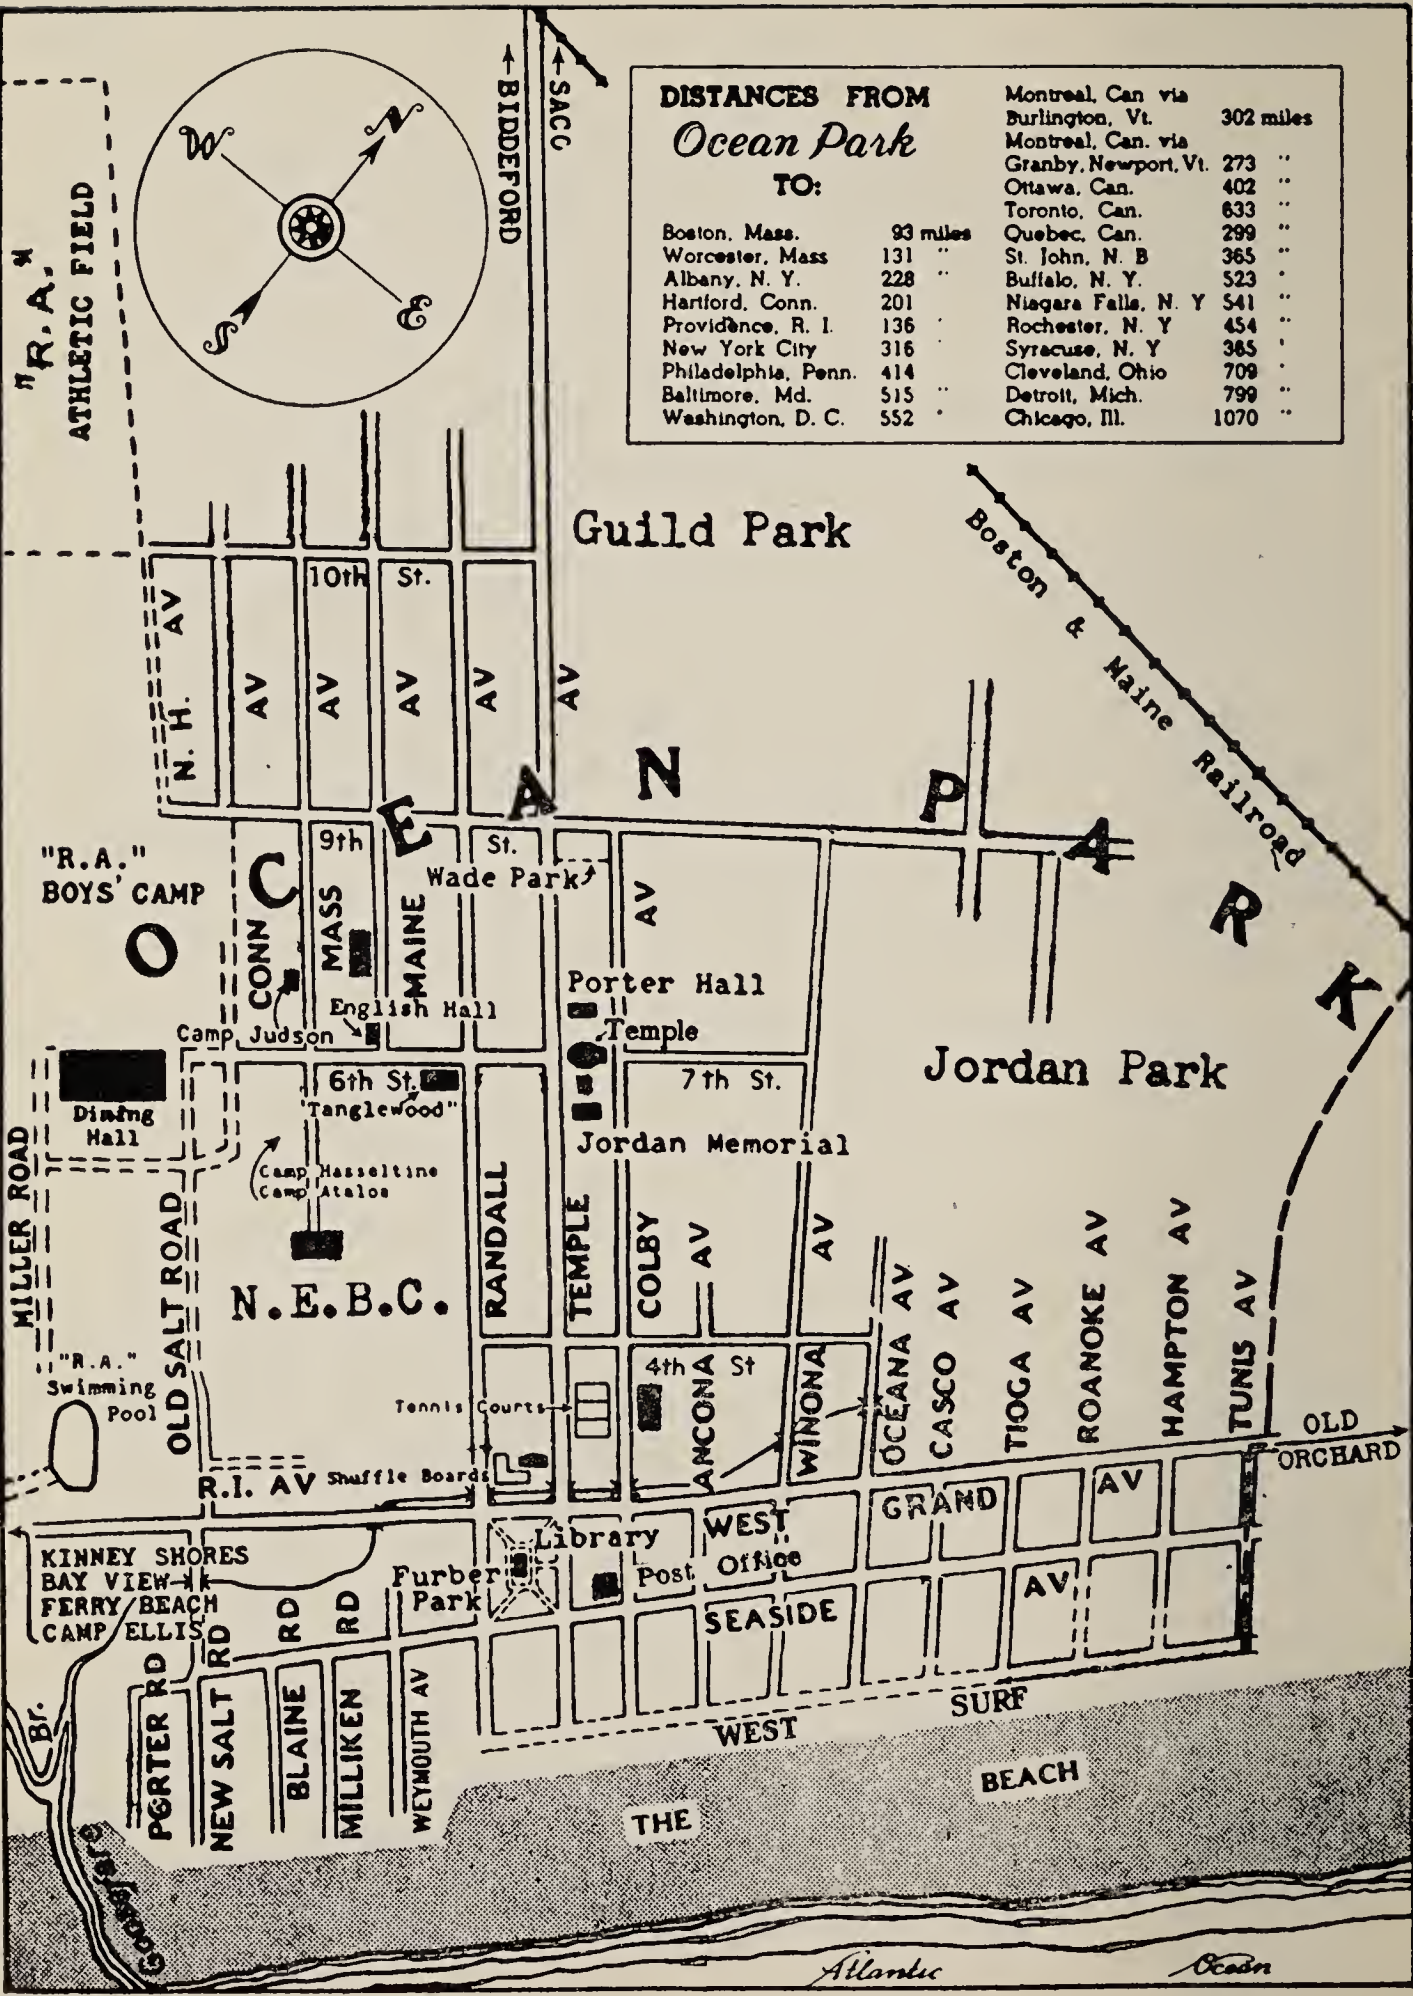 W
N
S
E
← BIDDEFORD
← SACO
"R.A."
ATHLETIC FIELD
DISTANCES FROM
Ocean Park
TO:
Boston, Mass. 93 miles
Worcester, Mass 131 "
Albany, N. Y. 228 "
Hartford, Conn. 201
Providence, R. I. 136 '
New York City 316 '
Philadelphia, Penn. 414
Baltimore, Md. 515 "
Washington, D. C. 552 '
Montreal, Can via
Burlington, Vt. 302 miles
Montreal, Can. via
Granby, Newport, Vt. 273 "
Ottawa, Can. 402 "
Toronto, Can. 633 "
Quebec, Can. 299 "
St. John, N. B 365 "
Buffalo, N. Y. 523 '
Niagara Falls, N. Y 541 "
Rochester, N. Y 454 "
Syracuse, N. Y 365 '
Cleveland, Ohio 709 '
Detroit, Mich. 799 "
Chicago, Ill. 1070 "
Guild Park
Boston & Maine Railroad
10th St.
N. H. AV
AV
AV
AV
AV
AV
OCEAN PARK
9th St.
Wade Park
"R.A."
BOYS' CAMP
CONN
MASS
MAINE
AV
Porter Hall
English Hall
Camp Judson
Temple
Jordan Park
6th St.
7th St.
"Tanglewood"
Dining
Hall
Jordan Memorial
Camp Hasseltine
Camp Ataloa
MILLER ROAD
OLD SALT ROAD
N.E.B.C.
RANDALL
TEMPLE
COLBY
ANCONA AV
WINONA AV
OCEANA AV
CASCO AV
TIOGA AV
ROANOKE AV
HAMPTON AV
TUNIS AV
4th St
"R.A."
Swimming
Pool
Tennis Courts
OLD
ORCHARD
R.I. AV
Shuffle Boards
WEST GRAND AV
Library
Post Office
Furber
Park
KINNEY SHORES
BAY VIEW
FERRY BEACH
CAMP ELLIS
SEASIDE AV
PORTER RD
NEW SALT RD
BLAINE RD
MILLIKEN RD
WEYMOUTH AV
WEST SURF
Br.
Goosefare
THE BEACH
Atlantic Ocean